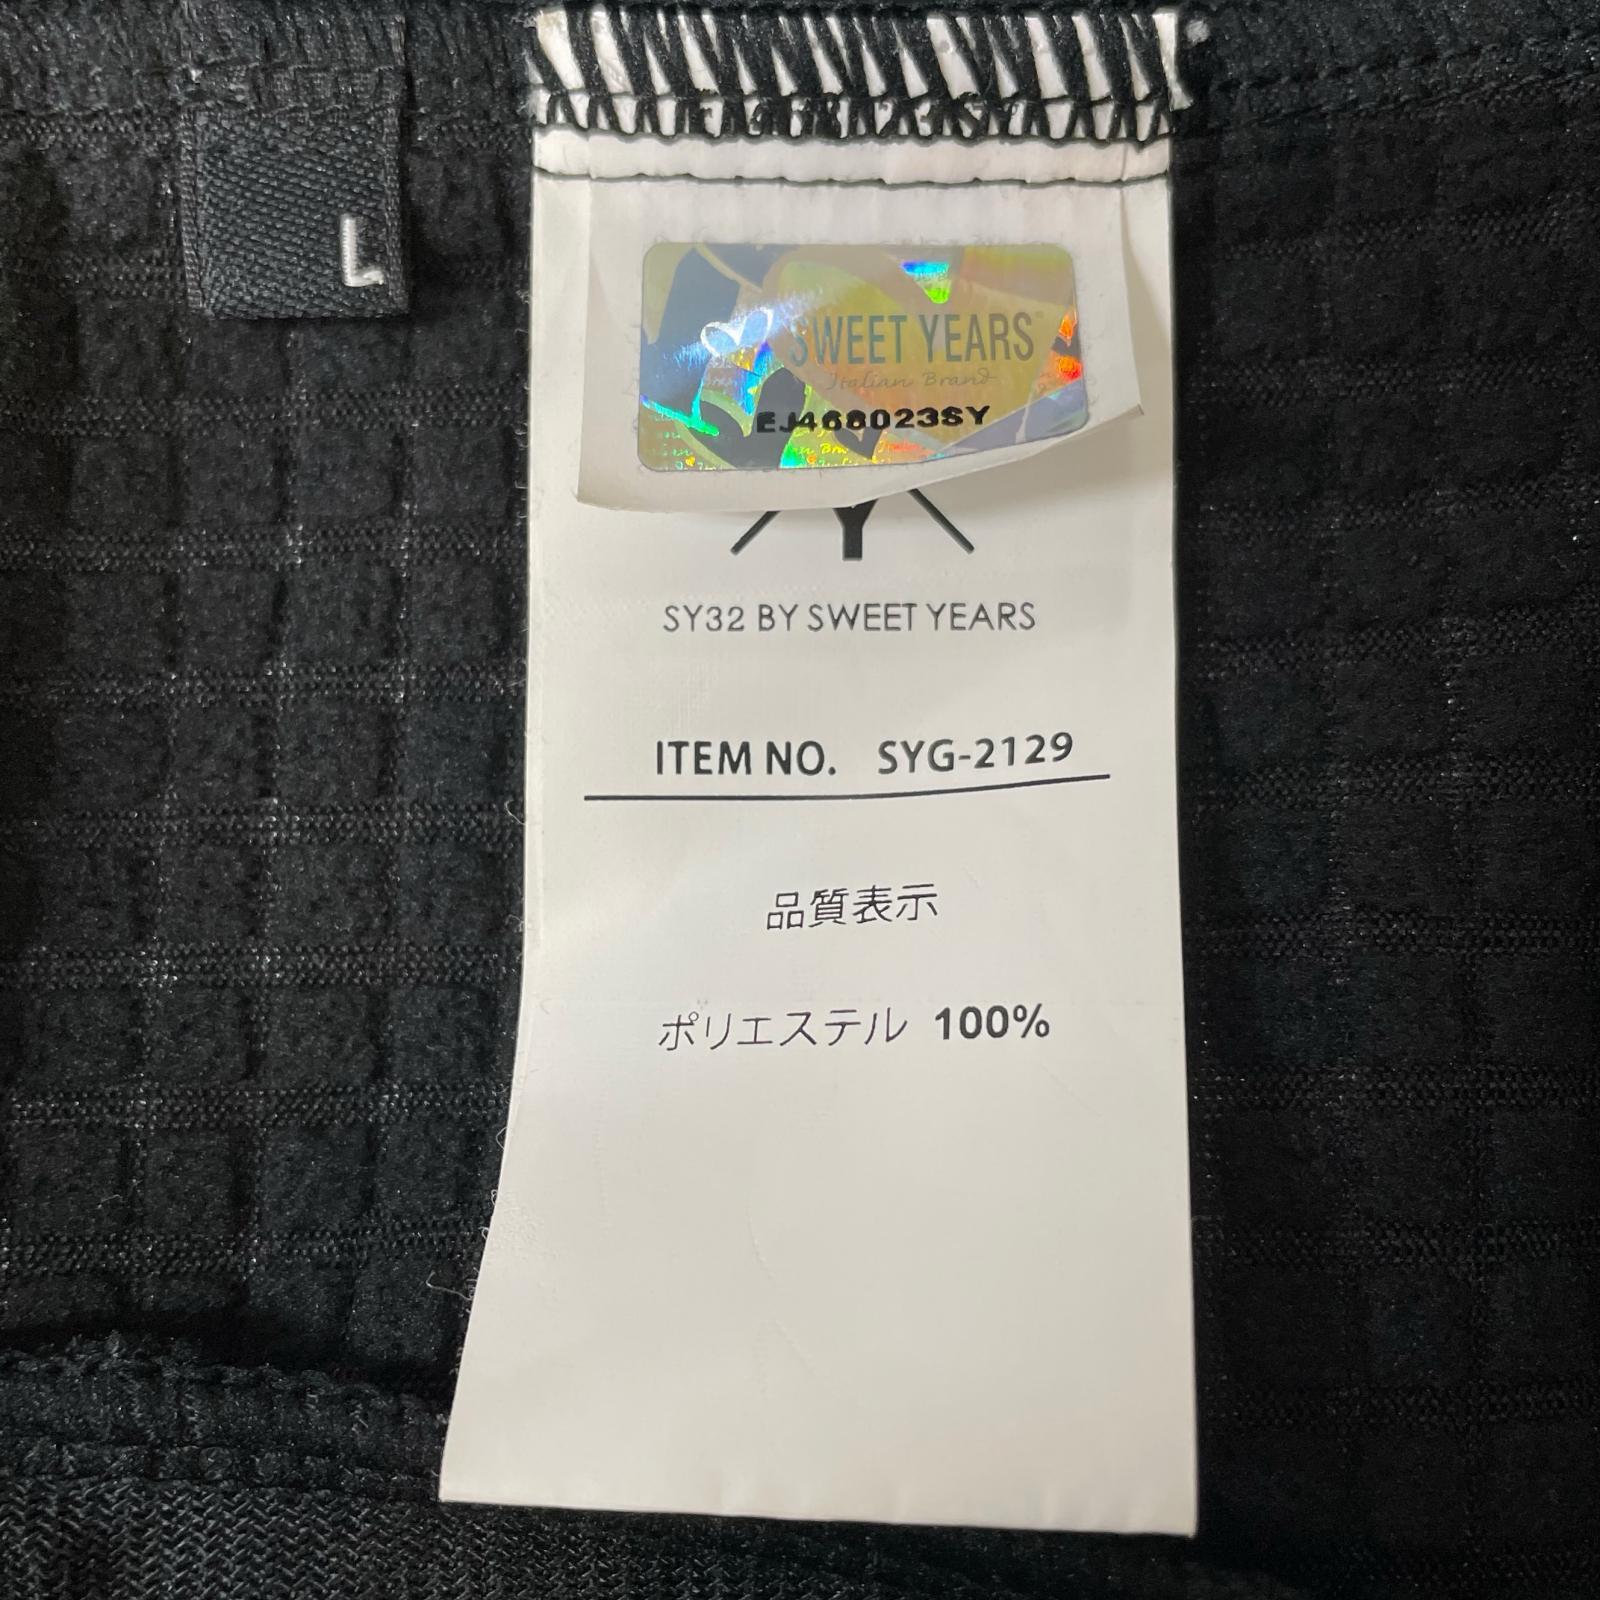 L
SWEET YEARS
Italian Brand
EJ468023SY
SY32 BY SWEET YEARS
ITEM NO. SYG-2129
品質表示
ポリエステル 100%